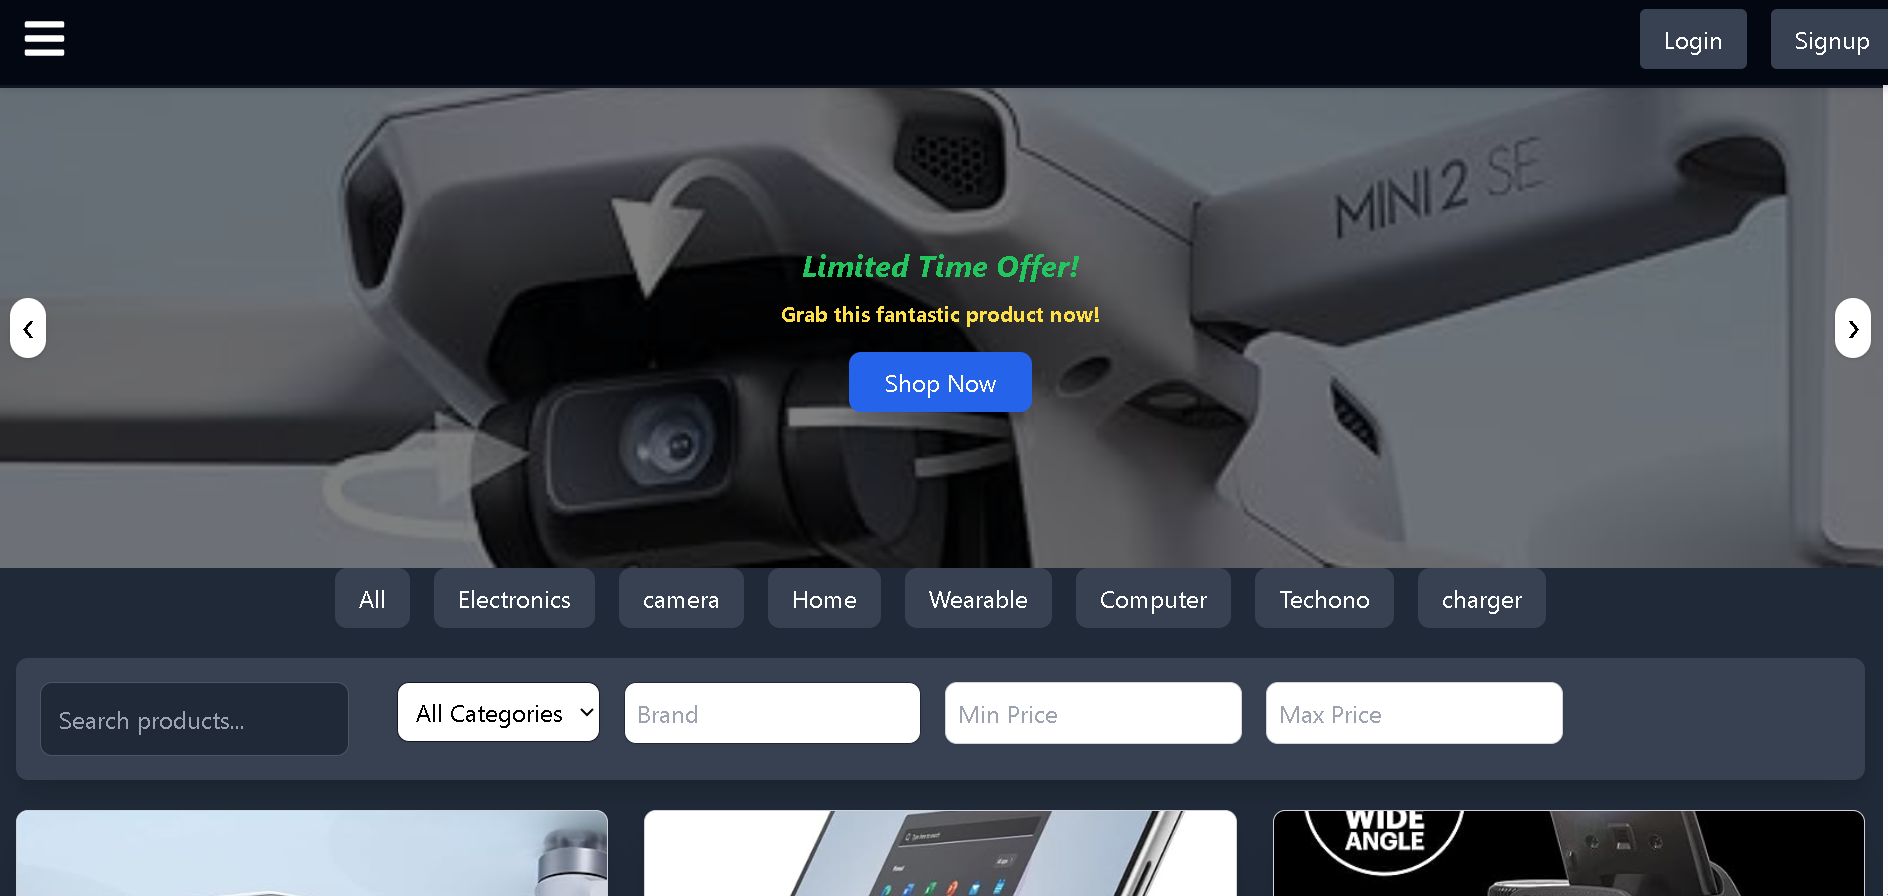 Login Signup
MINI 2 SE
Limited Time Offer!
Grab this fantastic product now!
Shop Now
All Electronics camera Home Wearable Computer Techono charger
Search products... All Categories Brand Min Price Max Price
WIDE
ANGLE